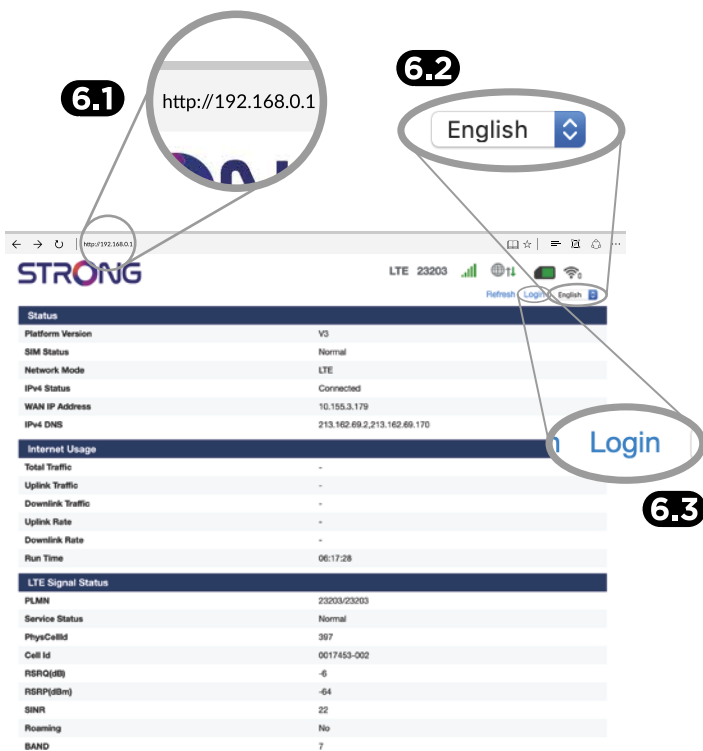 6.1
http://192.168.0.1
6.2
English
http://192.168.0.1
STRONG
LTE 23203
Refresh Login English
Status
Platform Version V3
SIM Status Normal
Network Mode LTE
IPv4 Status Connected
WAN IP Address 10.155.3.179
IPv4 DNS 213.162.69.2,213.162.69.170
Login
6.3
Internet Usage
Total Traffic -
Uplink Traffic -
Downlink Traffic -
Uplink Rate -
Downlink Rate -
Run Time 06:17:28
LTE Signal Status
PLMN 23203/23203
Service Status Normal
PhysCellId 397
Cell Id 0017453-002
RSRQ(dB) -6
RSRP(dBm) -64
SINR 22
Roaming No
BAND 7